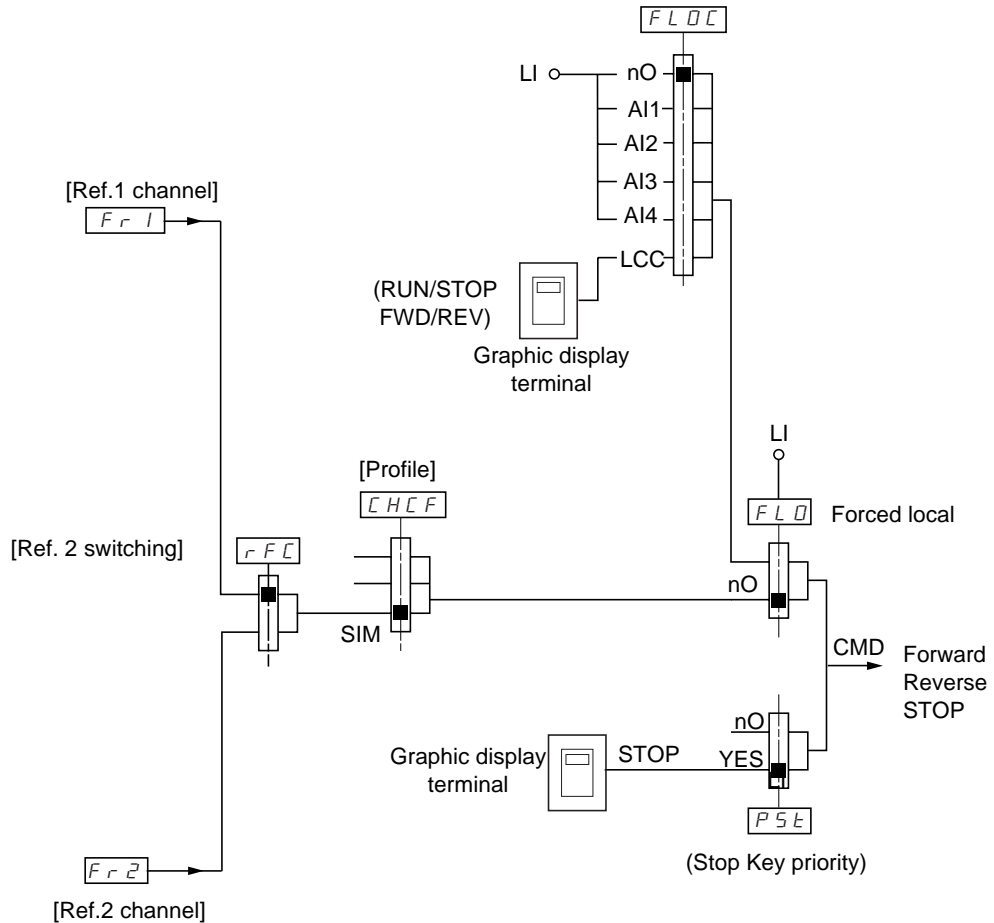 FLOC
LI
nO
AI1
AI2
AI3
AI4
LCC
[Ref.1 channel]
Fr1
(RUN/STOP
FWD/REV)
Graphic display
terminal
LI
[Profile]
CHCF
FLO
Forced local
[Ref. 2 switching]
rFC
nO
SIM
CMD
Forward
Reverse
STOP
nO
Graphic display
terminal
STOP
YES
LI
PSt
(Stop Key priority)
Fr2
[Ref.2 channel]